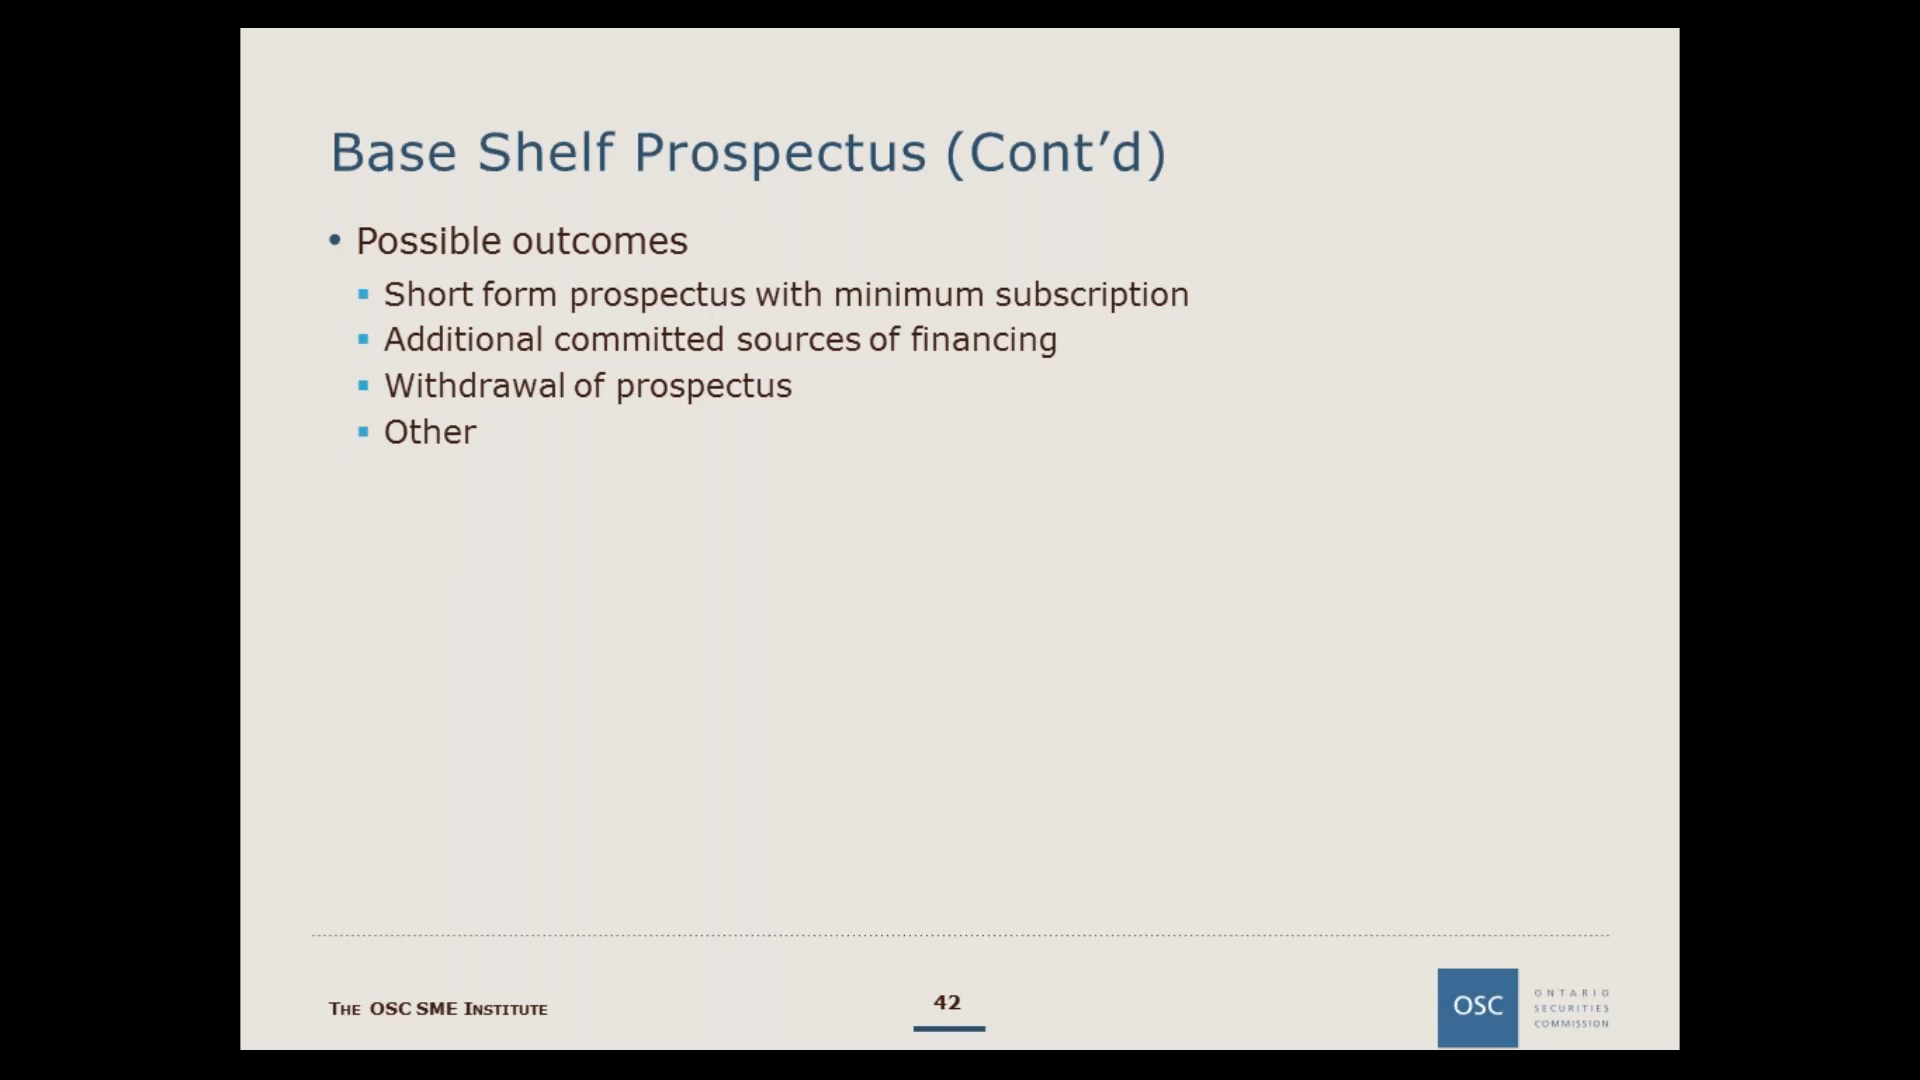 Base Shelf Prospectus (Cont’d)
• Possible outcomes
▪ Short form prospectus with minimum subscription
▪ Additional committed sources of financing
▪ Withdrawal of prospectus
▪ Other
THE OSC SME INSTITUTE
42
OSC
ONTARIO
SECURITIES
COMMISSION